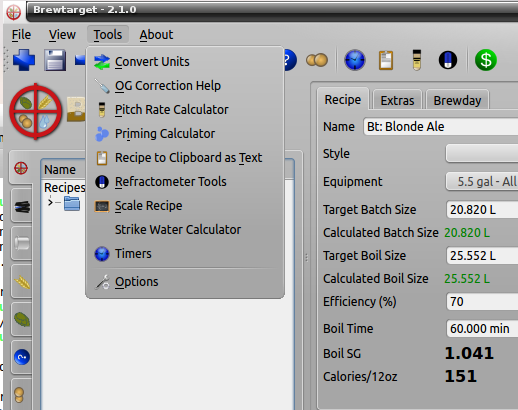 Brewtarget - 2.1.0
File View Tools About
Convert Units
OG Correction Help
Pitch Rate Calculator
Priming Calculator
Recipe to Clipboard as Text
Refractometer Tools
Scale Recipe
Strike Water Calculator
Timers
Options
Name
Recipes
Recipe Extras Brewday
Name Bt: Blonde Ale
Style
Equipment 5.5 gal - All
Target Batch Size 20.820 L
Calculated Batch Size 20.820 L
Target Boil Size 25.552 L
Calculated Boil Size 25.552 L
Efficiency (%) 70
Boil Time 60.000 min
Boil SG 1.041
Calories/12oz 151